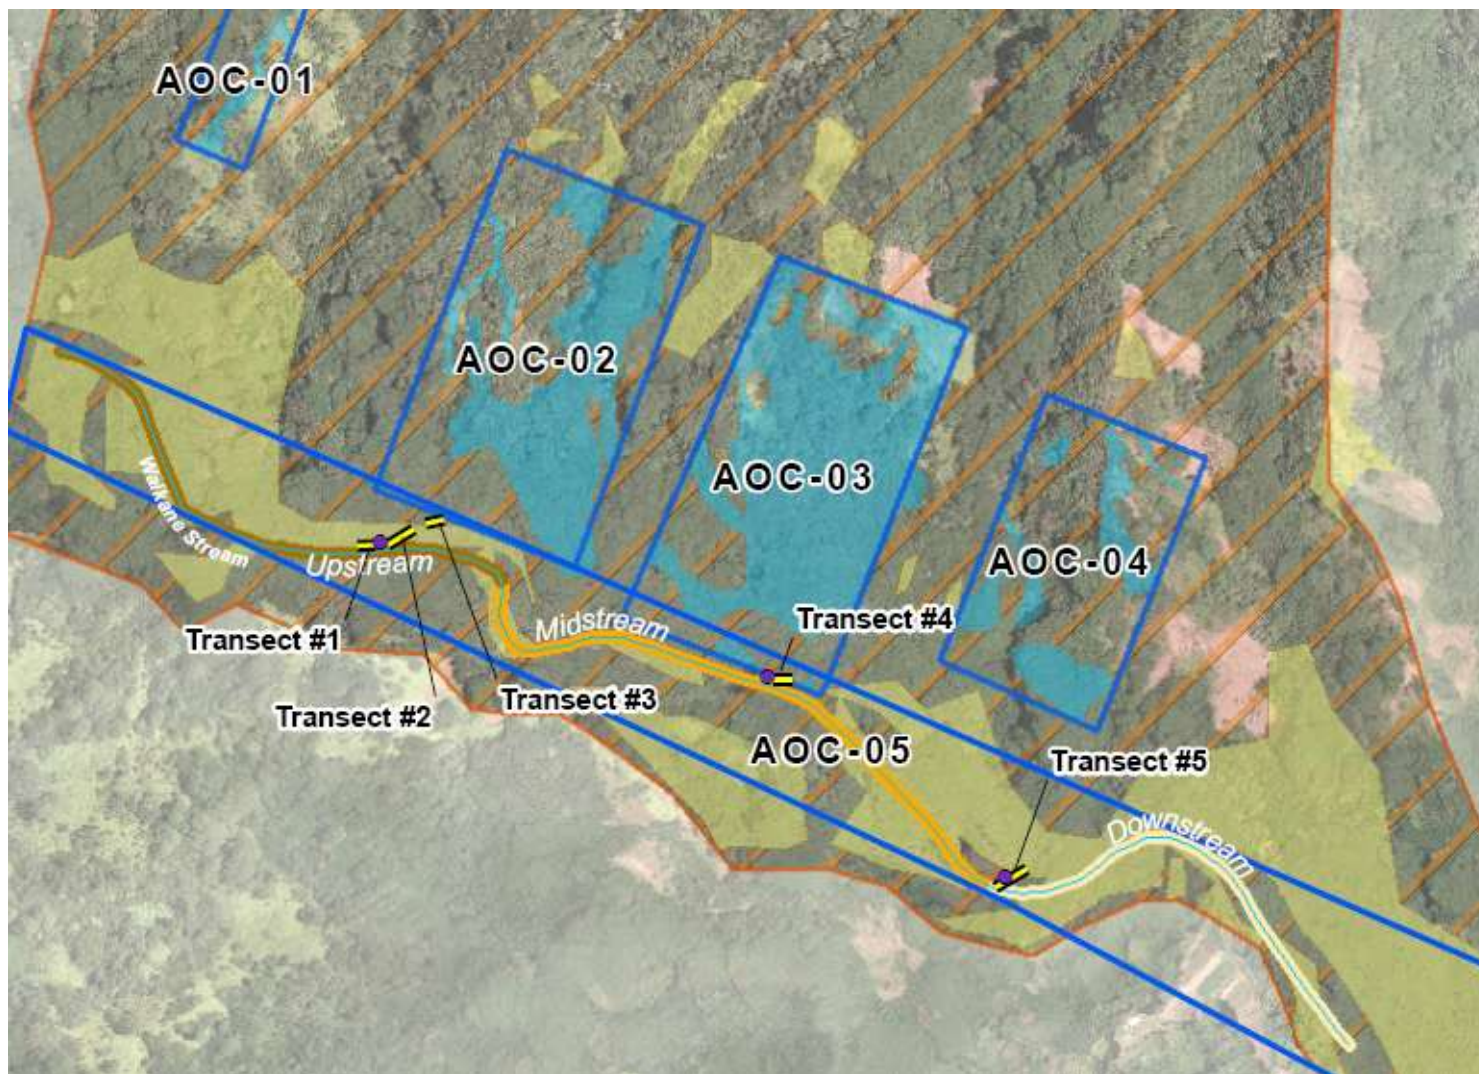 AOC-01
AOC-02
AOC-03
AOC-04
Waikane Stream
Upstream
Midstream
Transect #1
Transect #2
Transect #3
Transect #4
AOC-05
Transect #5
Downstream